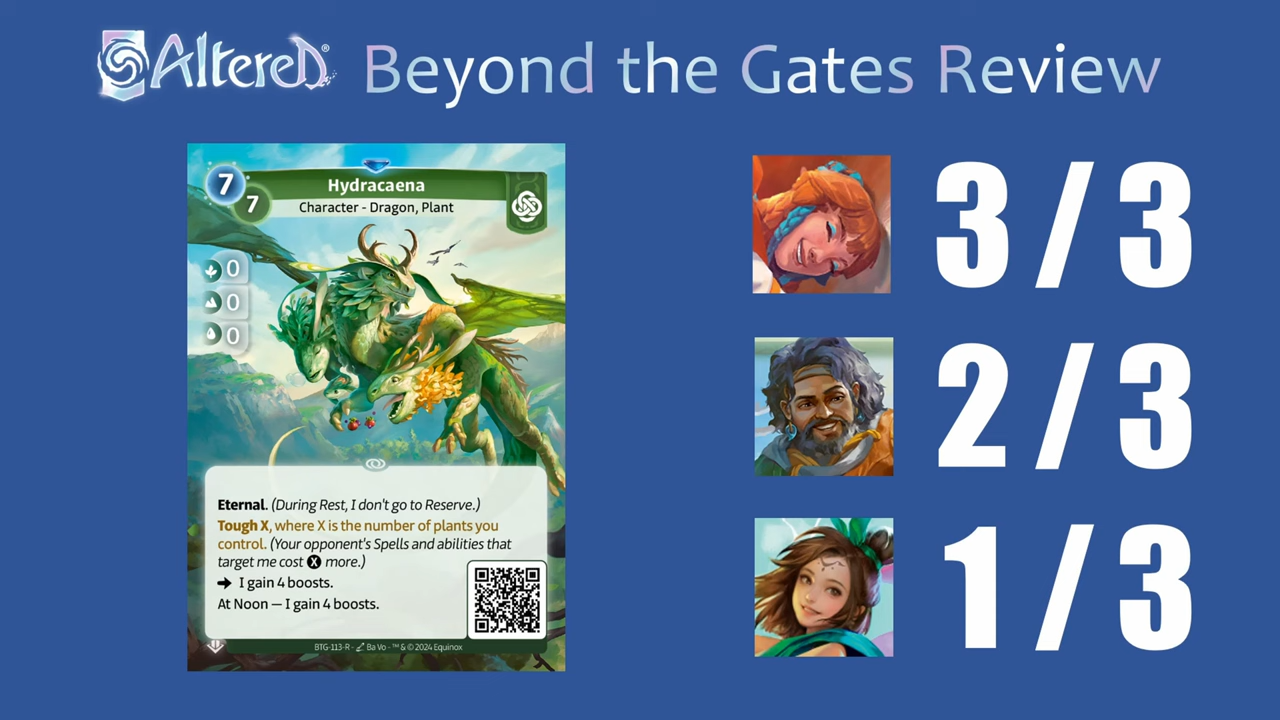 Altered® Beyond the Gates Review
7
7
Hydracaena
Character - Dragon, Plant
0
0
0
Eternal. (During Rest, I don't go to Reserve.)
Tough X, where X is the number of plants you
control. (Your opponent's Spells and abilities that
target me cost X more.)
I gain 4 boosts.
At Noon — I gain 4 boosts.
BTG-113-R - Ba Vo - ™ & © 2024 Equinox
3 / 3
2 / 3
1 / 3